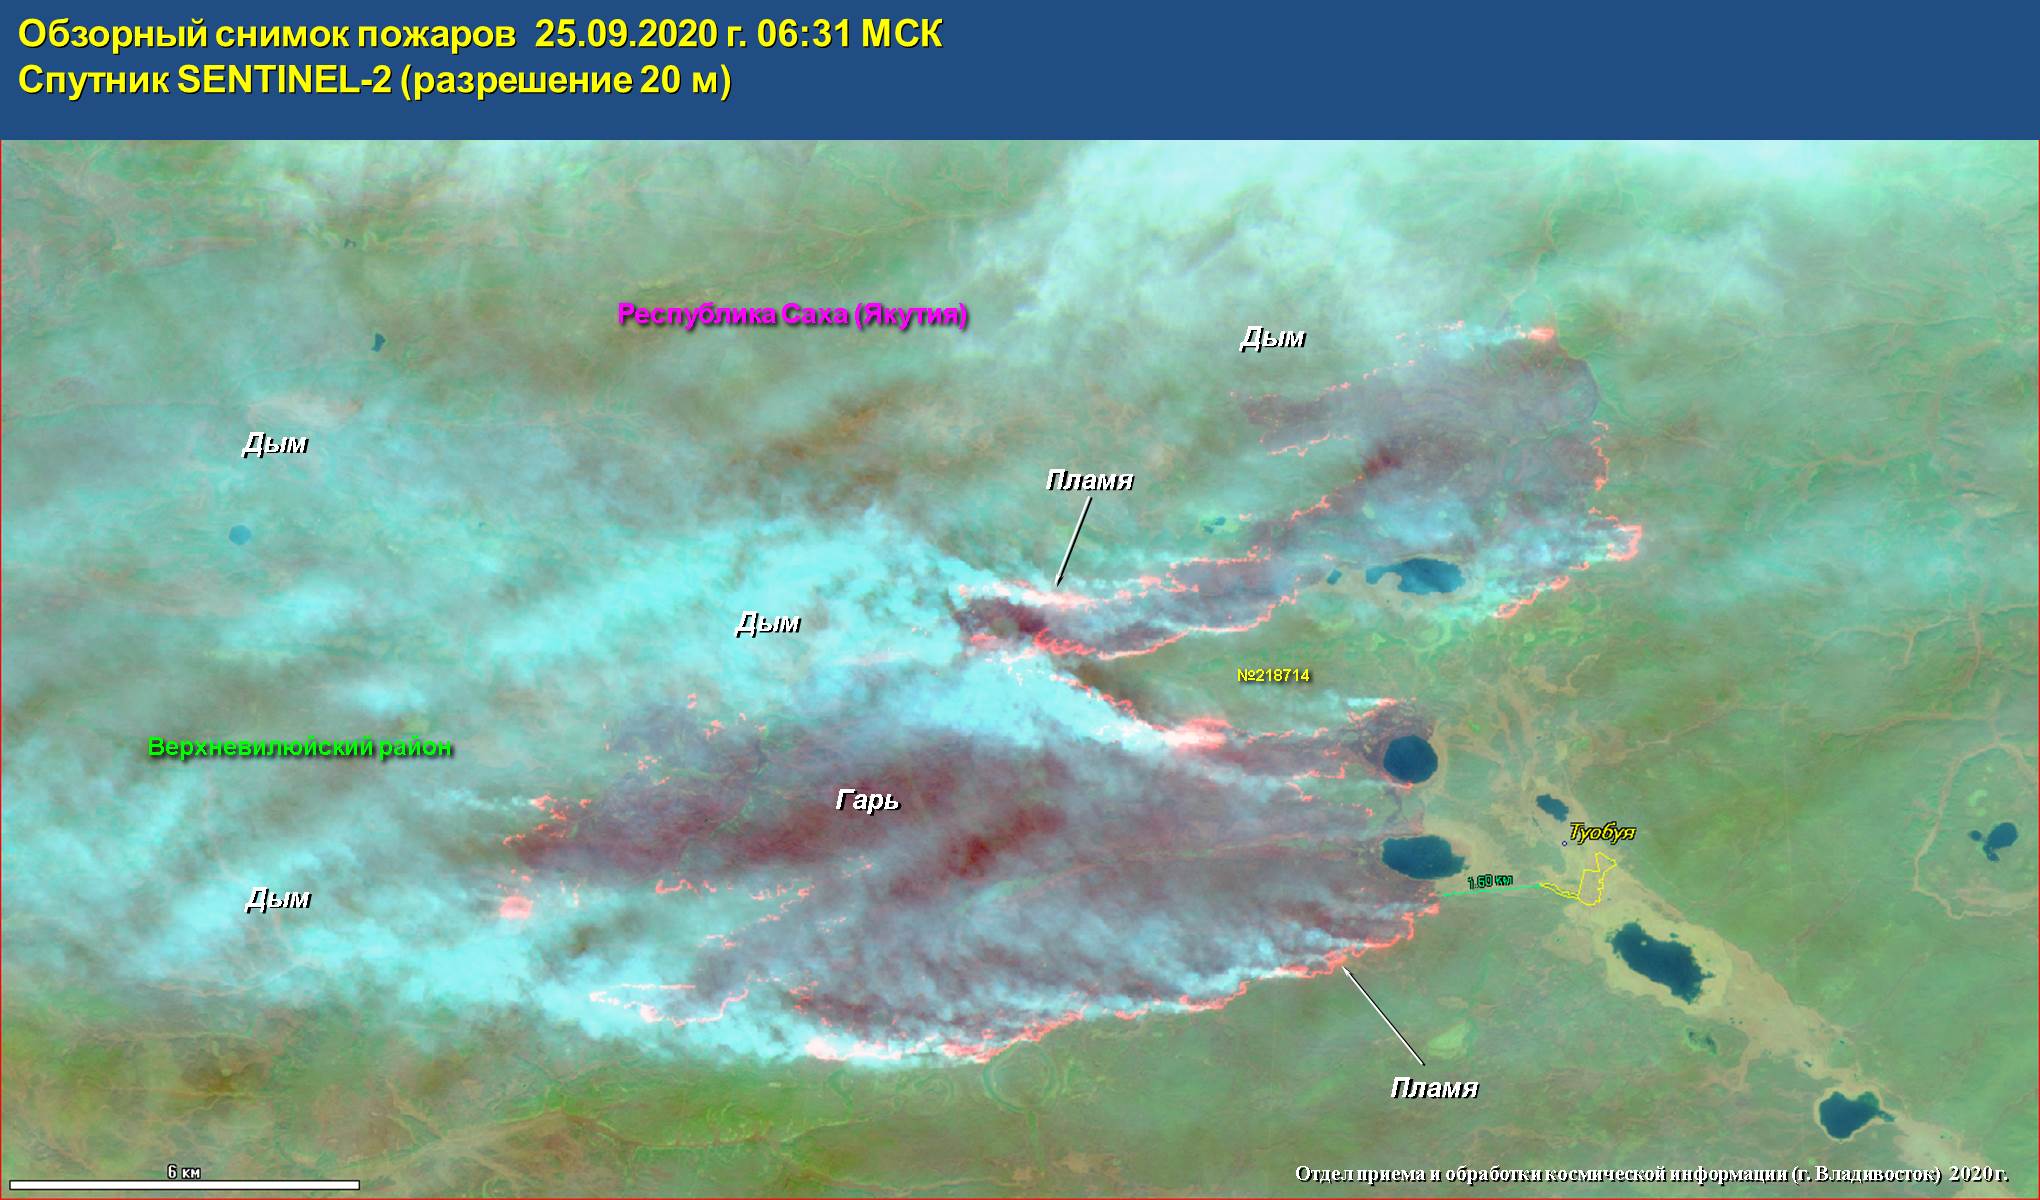 Обзорный снимок пожаров 25.09.2020 г. 06:31 МСК
Спутник SENTINEL-2 (разрешение 20 м)
Республика Саха (Якутия)
Дым
Дым
Пламя
Дым
№218714
Верхневилюйский район
Гарь
Туобуя
1.60 км
Дым
Пламя
6 км
Отдел приема и обработки космической информации (г. Владивосток) 2020 г.